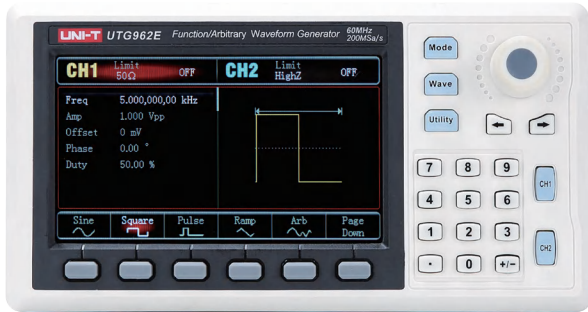 UNI-T UTG962E Function/Arbitrary Waveform Generator 60MHz 200MSa/s
CH1 Limit 50Ω OFF CH2 Limit HighZ OFF
Freq 5.000,000,00 kHz
Amp 1.000 Vpp
Offset 0 mV
Phase 0.00 °
Duty 50.00 %
Sine Square Pulse Ramp Arb Page Down
Mode
Wave
Utility
7 8 9
4 5 6
1 2 3
. 0 +/-
CH1
CH2